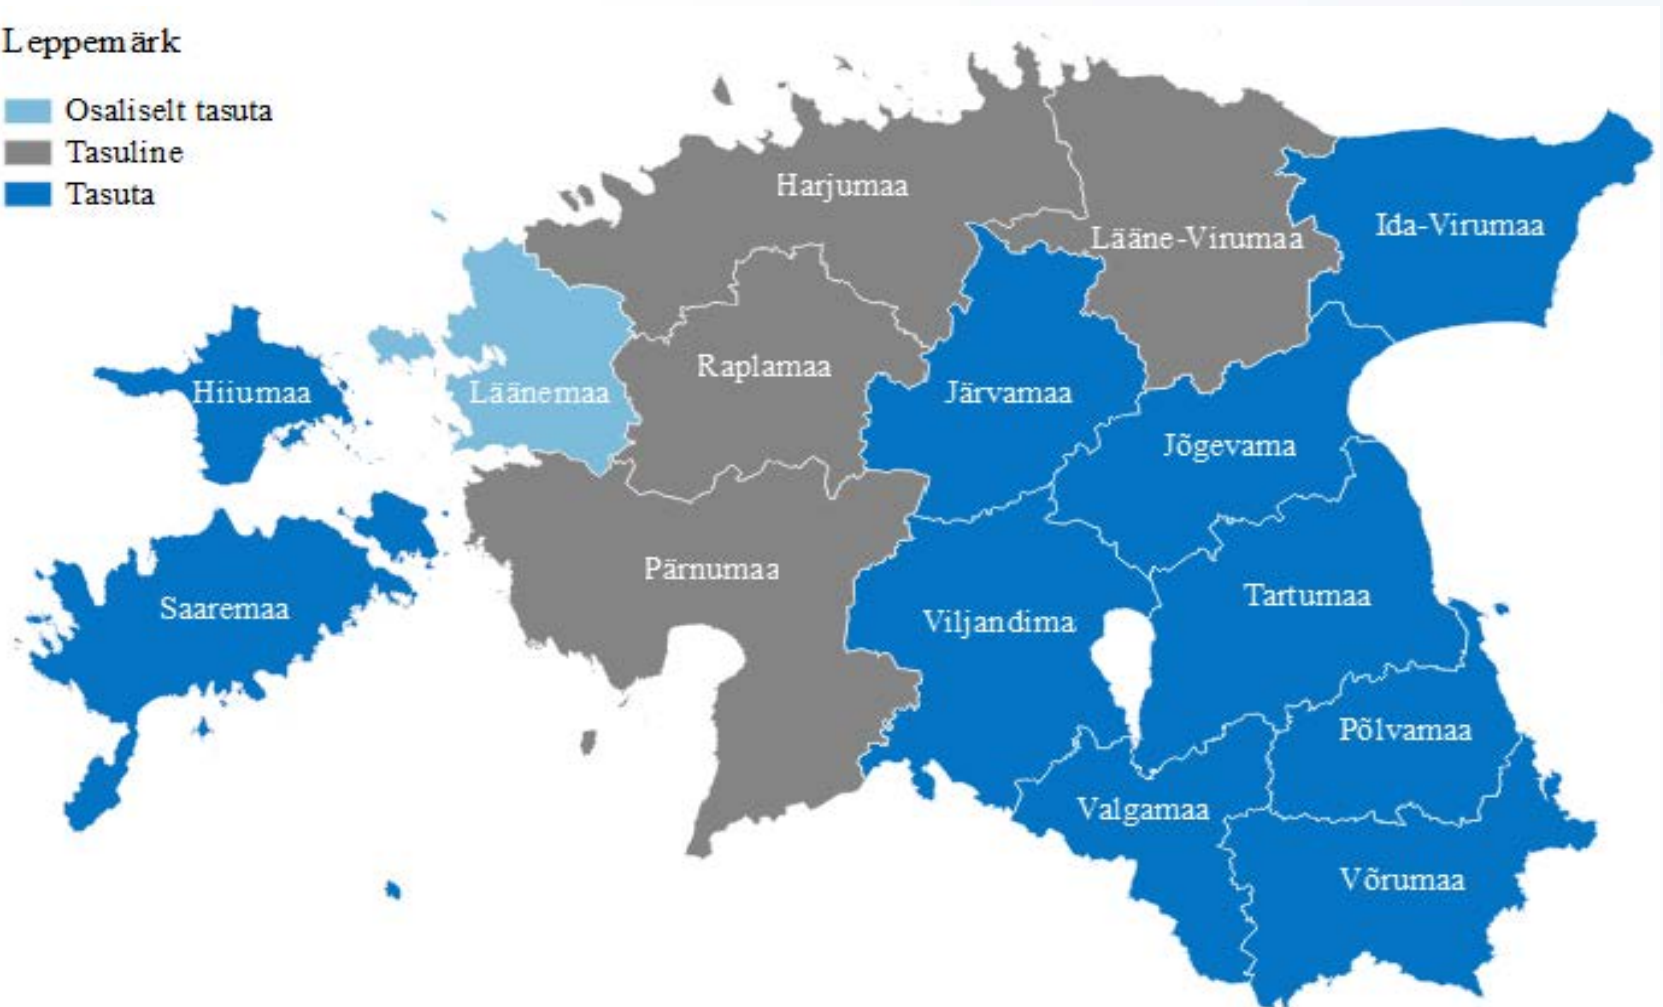 Leppemärk
Osaliselt tasuta
Tasuline
Tasuta
Harjumaa
Lääne-Virumaa
Ida-Virumaa
Raplamaa
Hiiumaa
Läänemaa
Järvamaa
Jõgevama
Pärnumaa
Saaremaa
Viljandima
Tartumaa
Põlvamaa
Valgamaa
Võrumaa